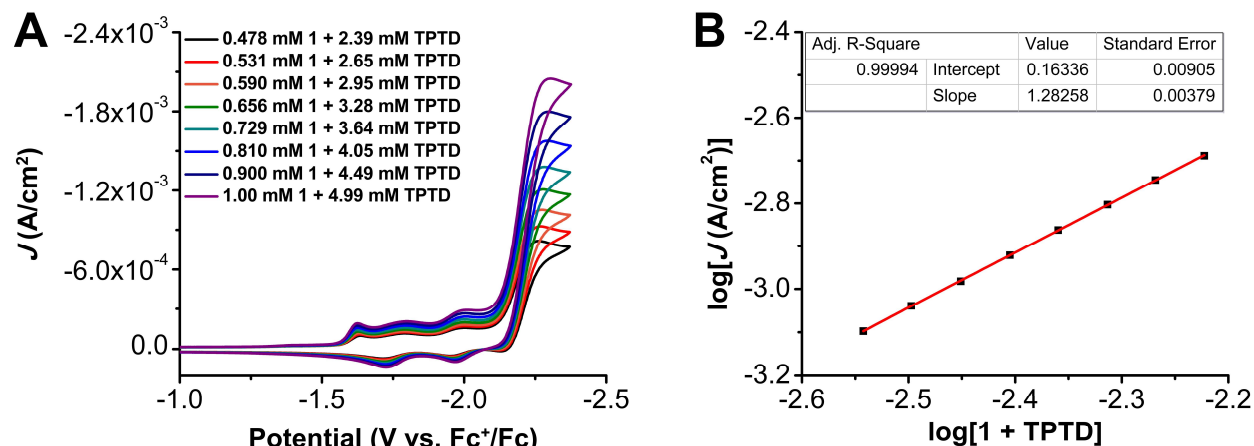 A
-2.4x10⁻³
-1.8x10⁻³
-1.2x10⁻³
-6.0x10⁻⁴
0.0
J (A/cm²)
0.478 mM 1 + 2.39 mM TPTD
0.531 mM 1 + 2.65 mM TPTD
0.590 mM 1 + 2.95 mM TPTD
0.656 mM 1 + 3.28 mM TPTD
0.729 mM 1 + 3.64 mM TPTD
0.810 mM 1 + 4.05 mM TPTD
0.900 mM 1 + 4.49 mM TPTD
1.00 mM 1 + 4.99 mM TPTD
-1.0 -1.5 -2.0 -2.5
Potential (V vs. Fc⁺/Fc)
B
-2.4
-2.6
-2.8
-3.0
-3.2
log[J (A/cm²)]
Adj. R-Square Value Standard Error
0.99994 Intercept 0.16336 0.00905
Slope 1.28258 0.00379
-2.6 -2.5 -2.4 -2.3 -2.2
log[1 + TPTD]